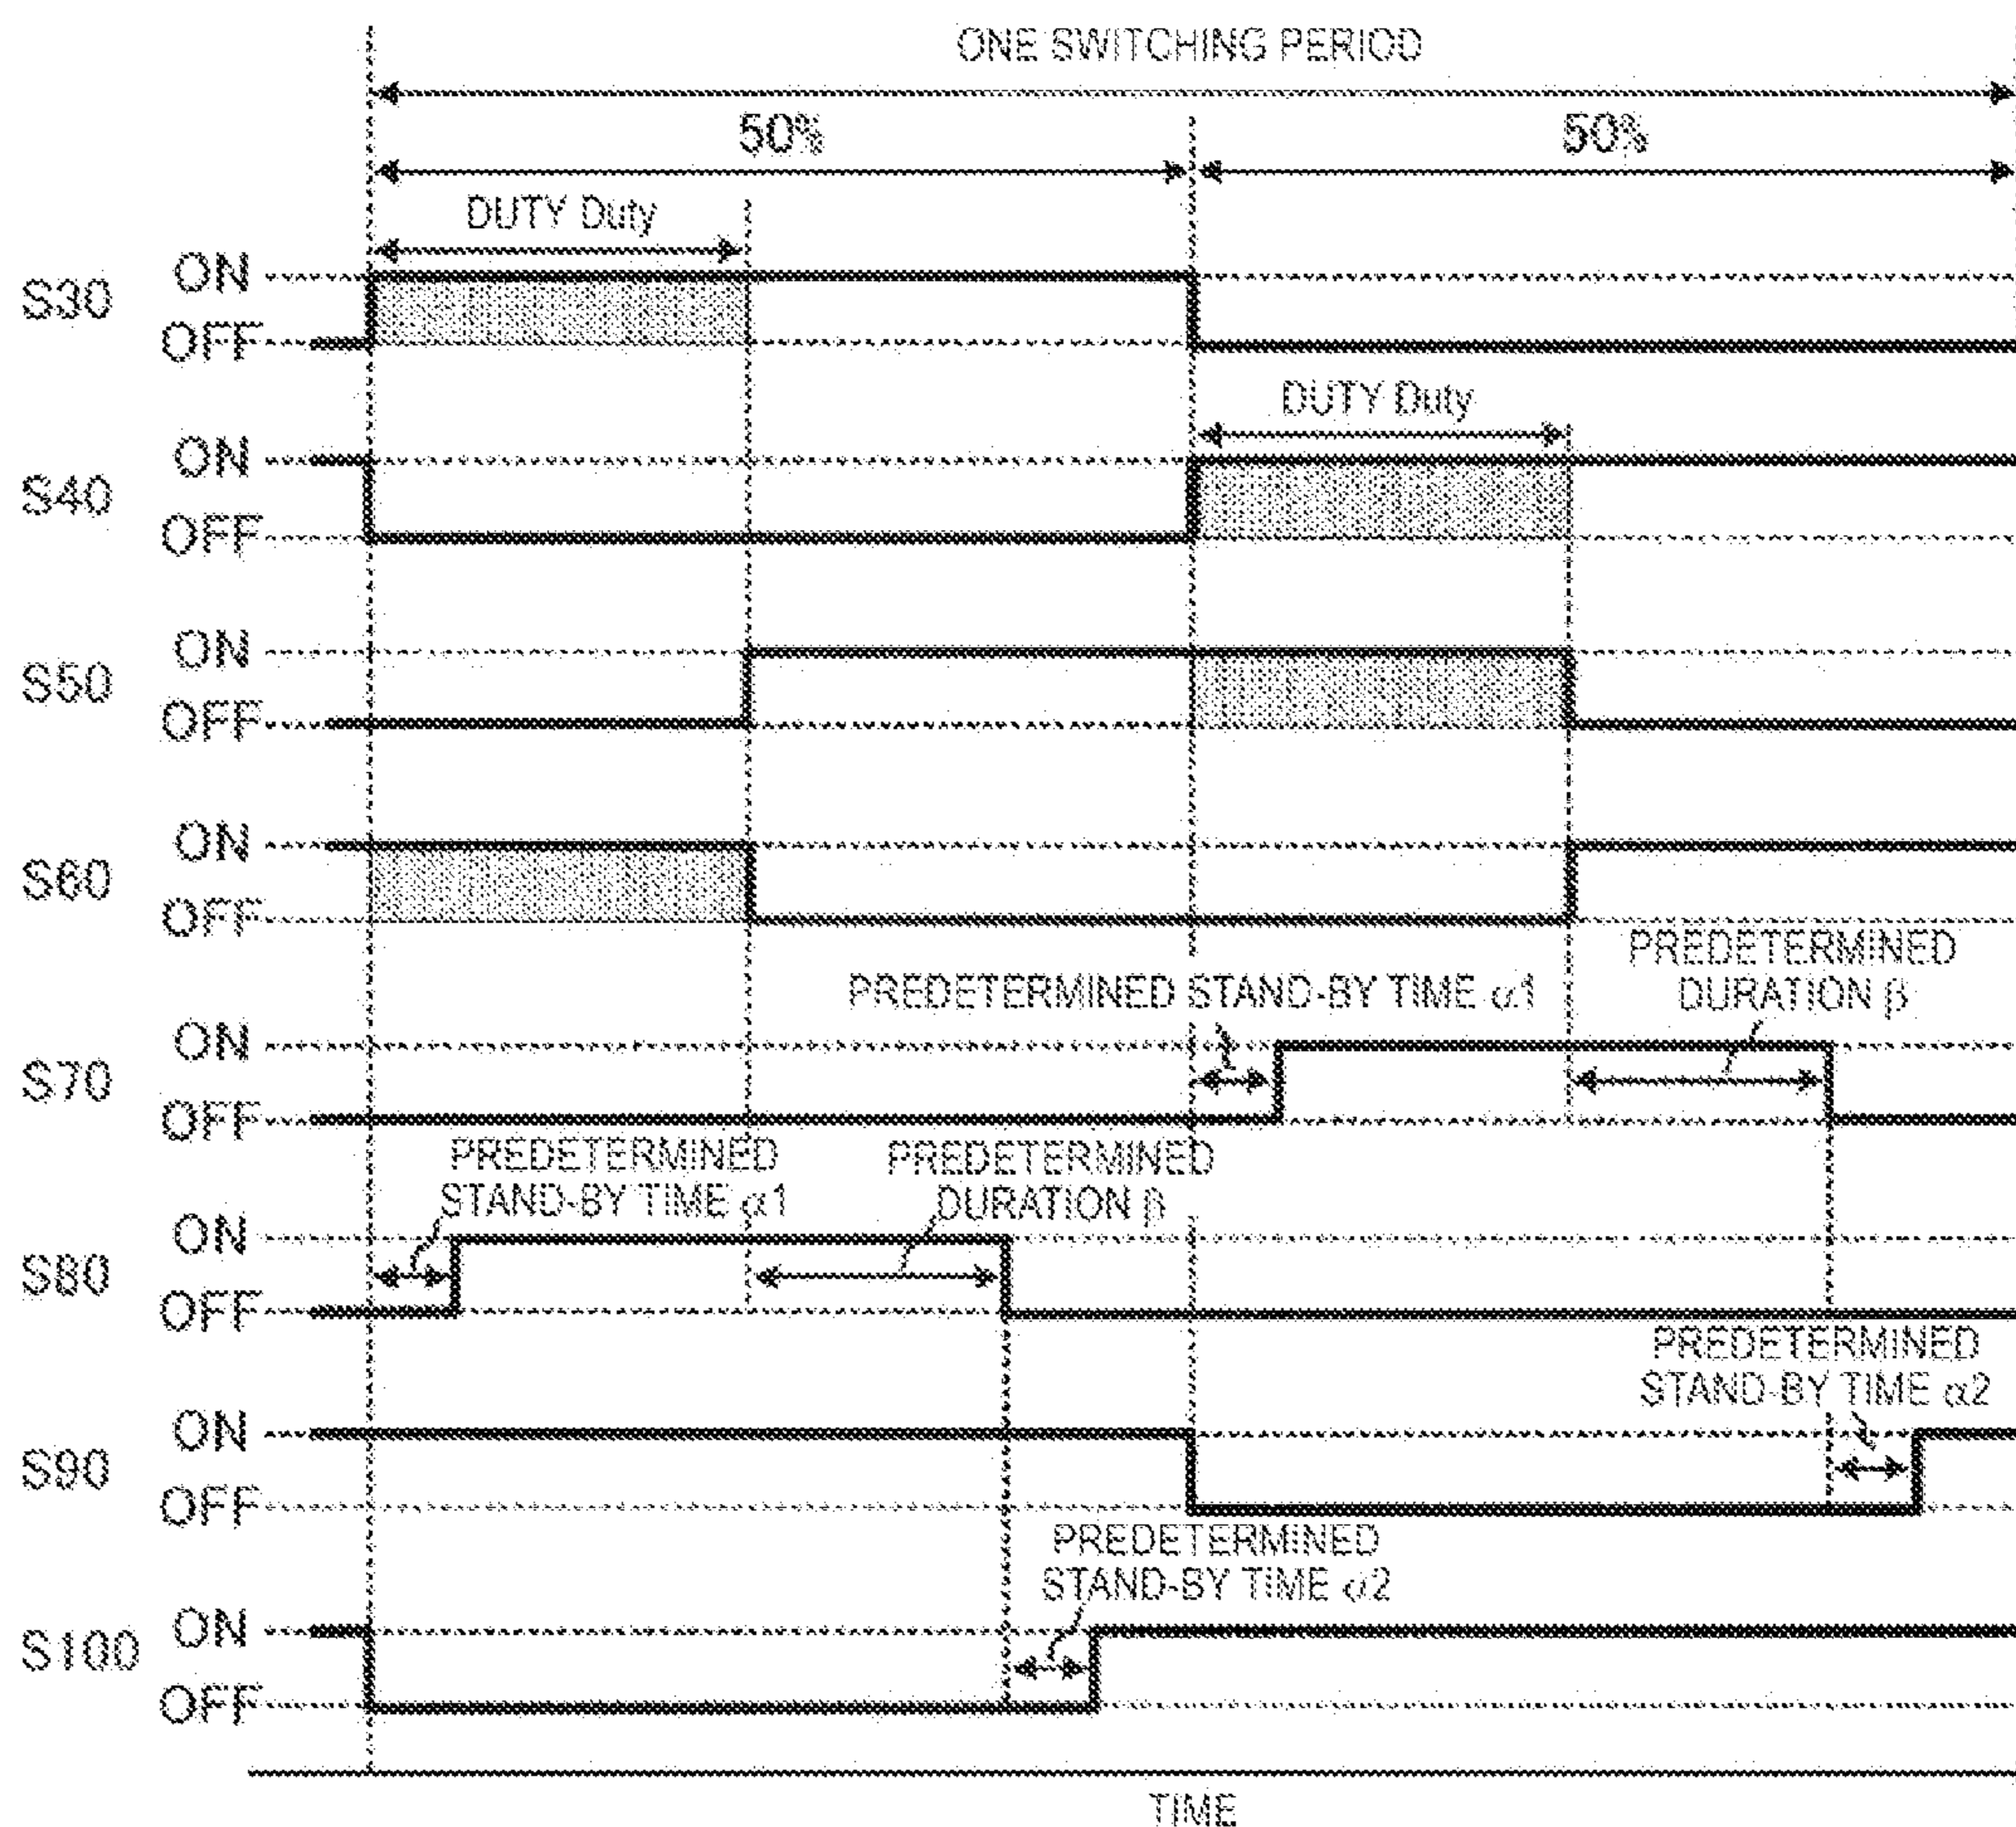 ONE SWITCHING PERIOD
50% 50%
DUTY Duty
S30 ON
OFF
DUTY Duty
S40 ON
OFF
S50 ON
OFF
S60 ON
OFF
PREDETERMINED STAND-BY TIME α1
PREDETERMINED
DURATION β
S70 ON
OFF
PREDETERMINED
STAND-BY TIME α1
PREDETERMINED
DURATION β
S80 ON
OFF
PREDETERMINED
STAND-BY TIME α2
S90 ON
OFF
PREDETERMINED
STAND-BY TIME α2
S100 ON
OFF
TIME